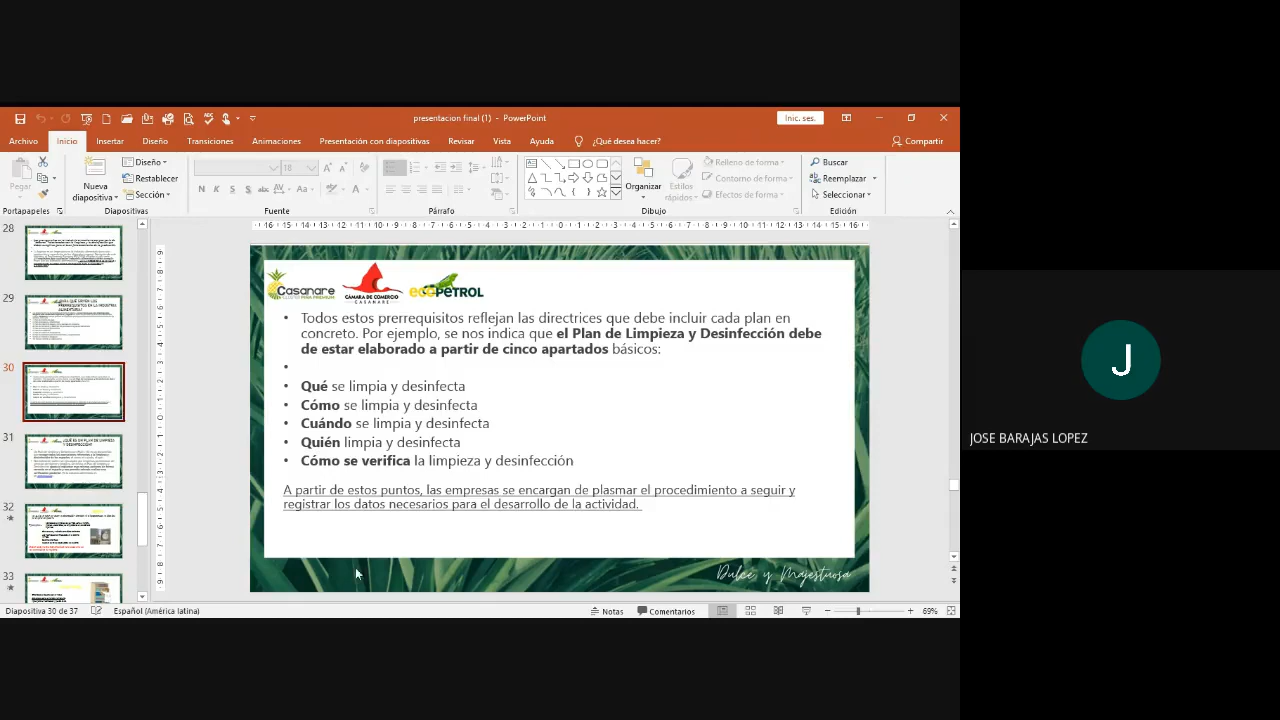 presentacion final (1) - PowerPoint
Inic. ses.
Archivo
Inicio
Insertar
Diseño
Transiciones
Animaciones
Presentación con diapositivas
Revisar
Vista
Ayuda
¿Qué desea hacer?
Compartir
Pegar
Nueva
diapositiva
Diseño
Restablecer
Sección
18
N K S S abc AV Aa A
Organizar
Estilos
rápidos
Relleno de forma
Contorno de forma
Efectos de forma
Buscar
Reemplazar
Seleccionar
Portapapeles
Diapositivas
Fuente
Párrafo
Dibujo
Edición
28
29
30
31
32
33
Casanare
CÁMARA DE COMERCIO
CASANARE
ECOPETROL
• Todos estos prerrequisitos reflejan las directrices que debe incluir cada plan en
concreto. Por ejemplo, se nos indica que el Plan de Limpieza y Desinfección debe
de estar elaborado a partir de cinco apartados básicos:
•
• Qué se limpia y desinfecta
• Cómo se limpia y desinfecta
• Cuándo se limpia y desinfecta
• Quién limpia y desinfecta
• Cómo se verifica la limpieza y desinfección
A partir de estos puntos, las empresas se encargan de plasmar el procedimiento a seguir y
registrar los datos necesarios para el desarrollo de la actividad.
Dulce y Majestuosa
Diapositiva 30 de 37
Español (América latina)
Notas
Comentarios
69%
J
JOSE BARAJAS LOPEZ